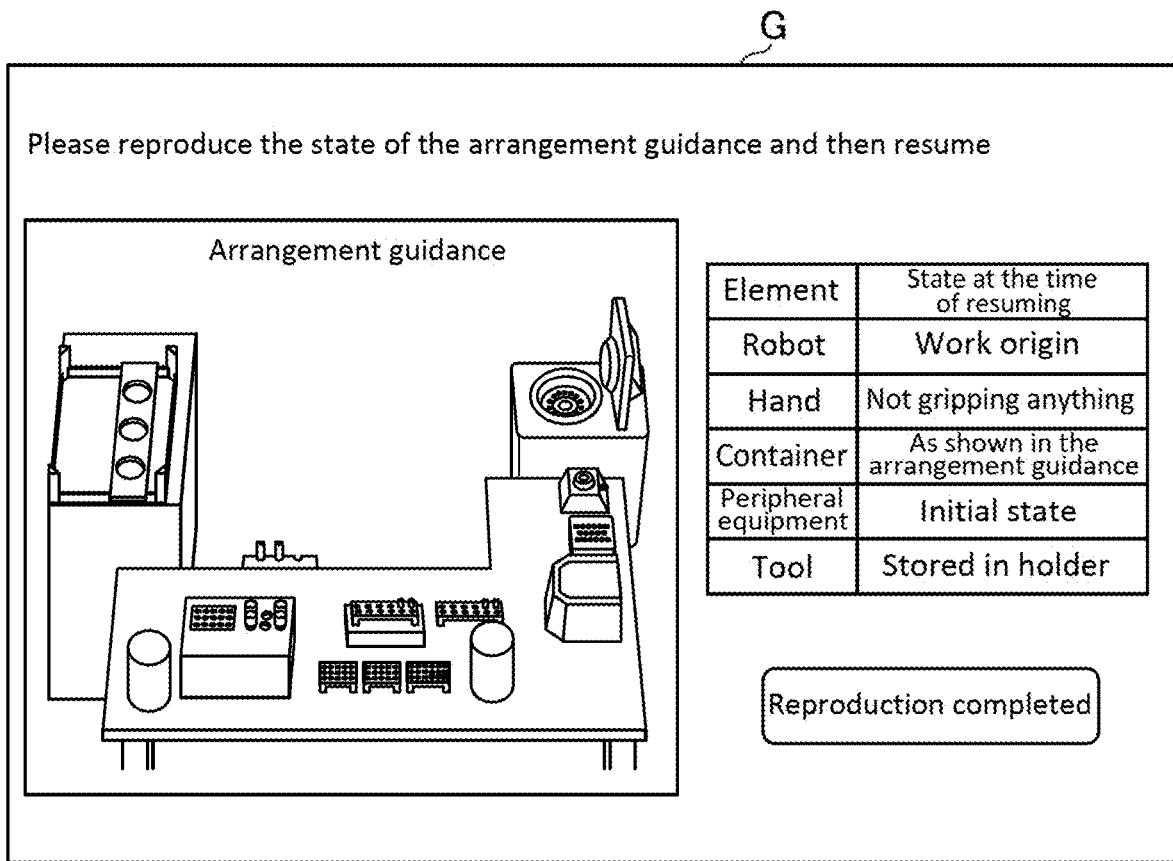 G
Please reproduce the state of the arrangement guidance and then resume
Arrangement guidance
Element
State at the time
of resuming
Robot
Work origin
Hand
Not gripping anything
Container
As shown in the
arrangement guidance
Peripheral
equipment
Initial state
Tool
Stored in holder
Reproduction completed